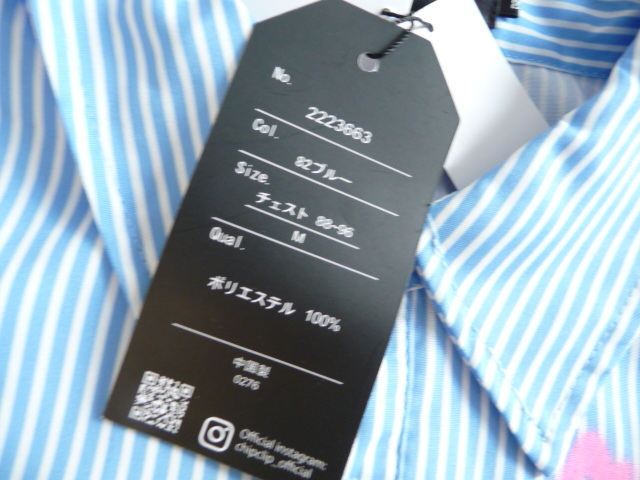 No.
2223663
Col.
82ブルー
Size.
チェスト 88-96
M
Qual.
ポリエステル 100%
中国製
0276
Official instagram:
chipclip_official